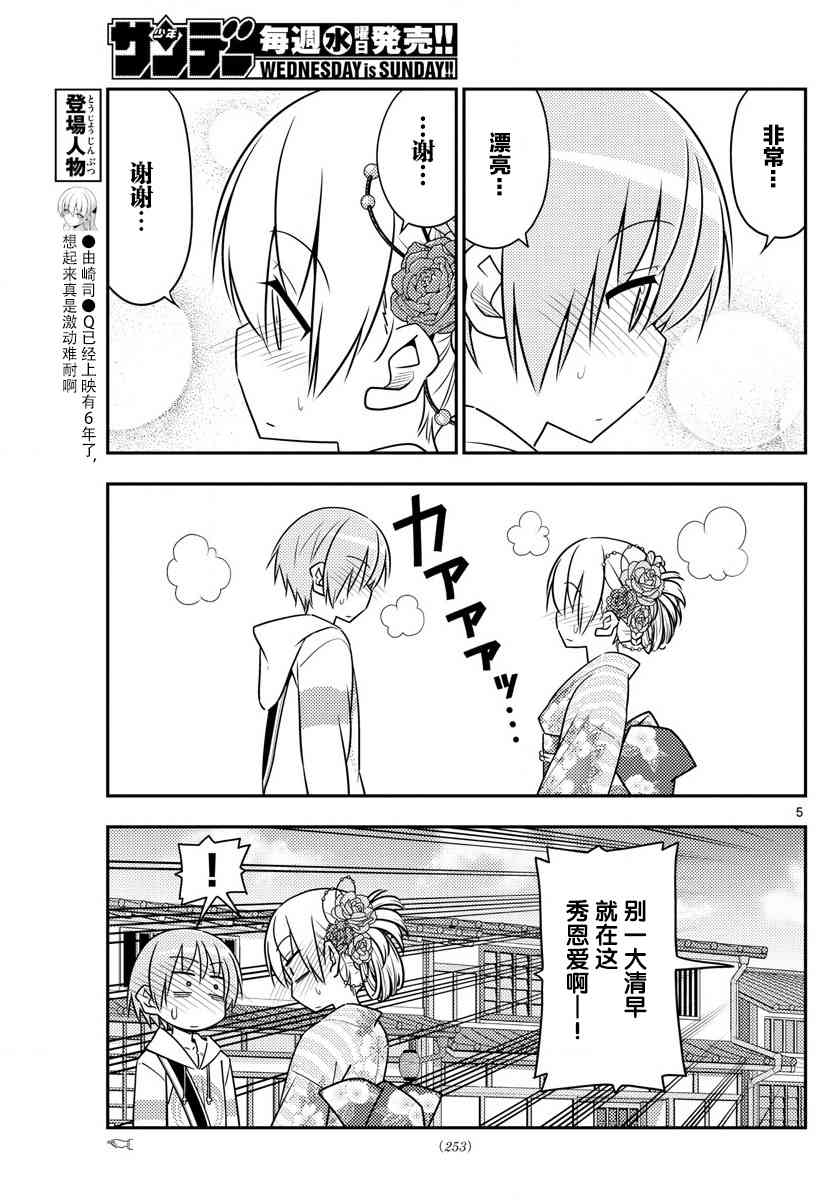 少年
サンデー
毎週水曜日発売!!
WEDNESDAY is SUNDAY!!
非常…
漂亮…
…谢…
谢谢…
とうじょうじんぶつ
登場人物
●由崎司●Q已经上映有6年了,
想起来真是激动难耐啊
カァァァァッ…
5
别一大清早
就在这
秀恩爱啊—!
!
(253)